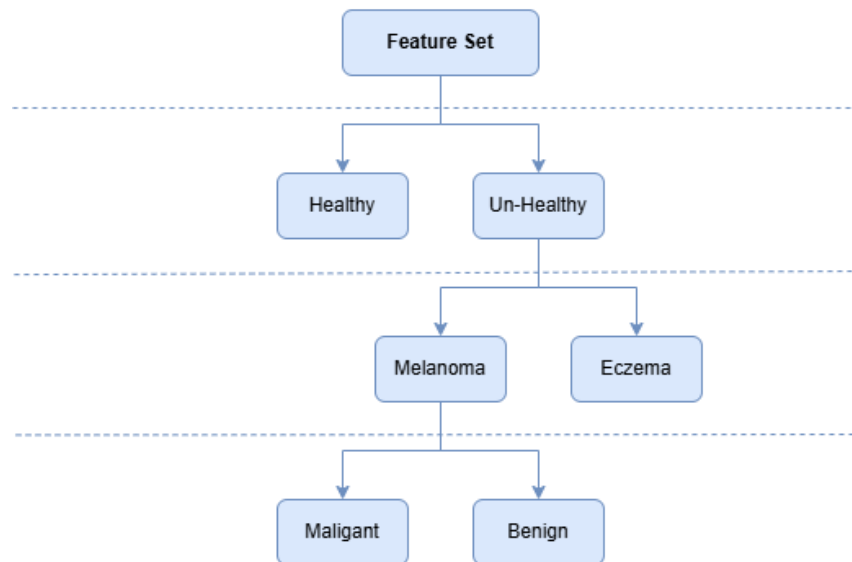 Feature Set
Healthy
Un-Healthy
Melanoma
Eczema
Maligant
Benign